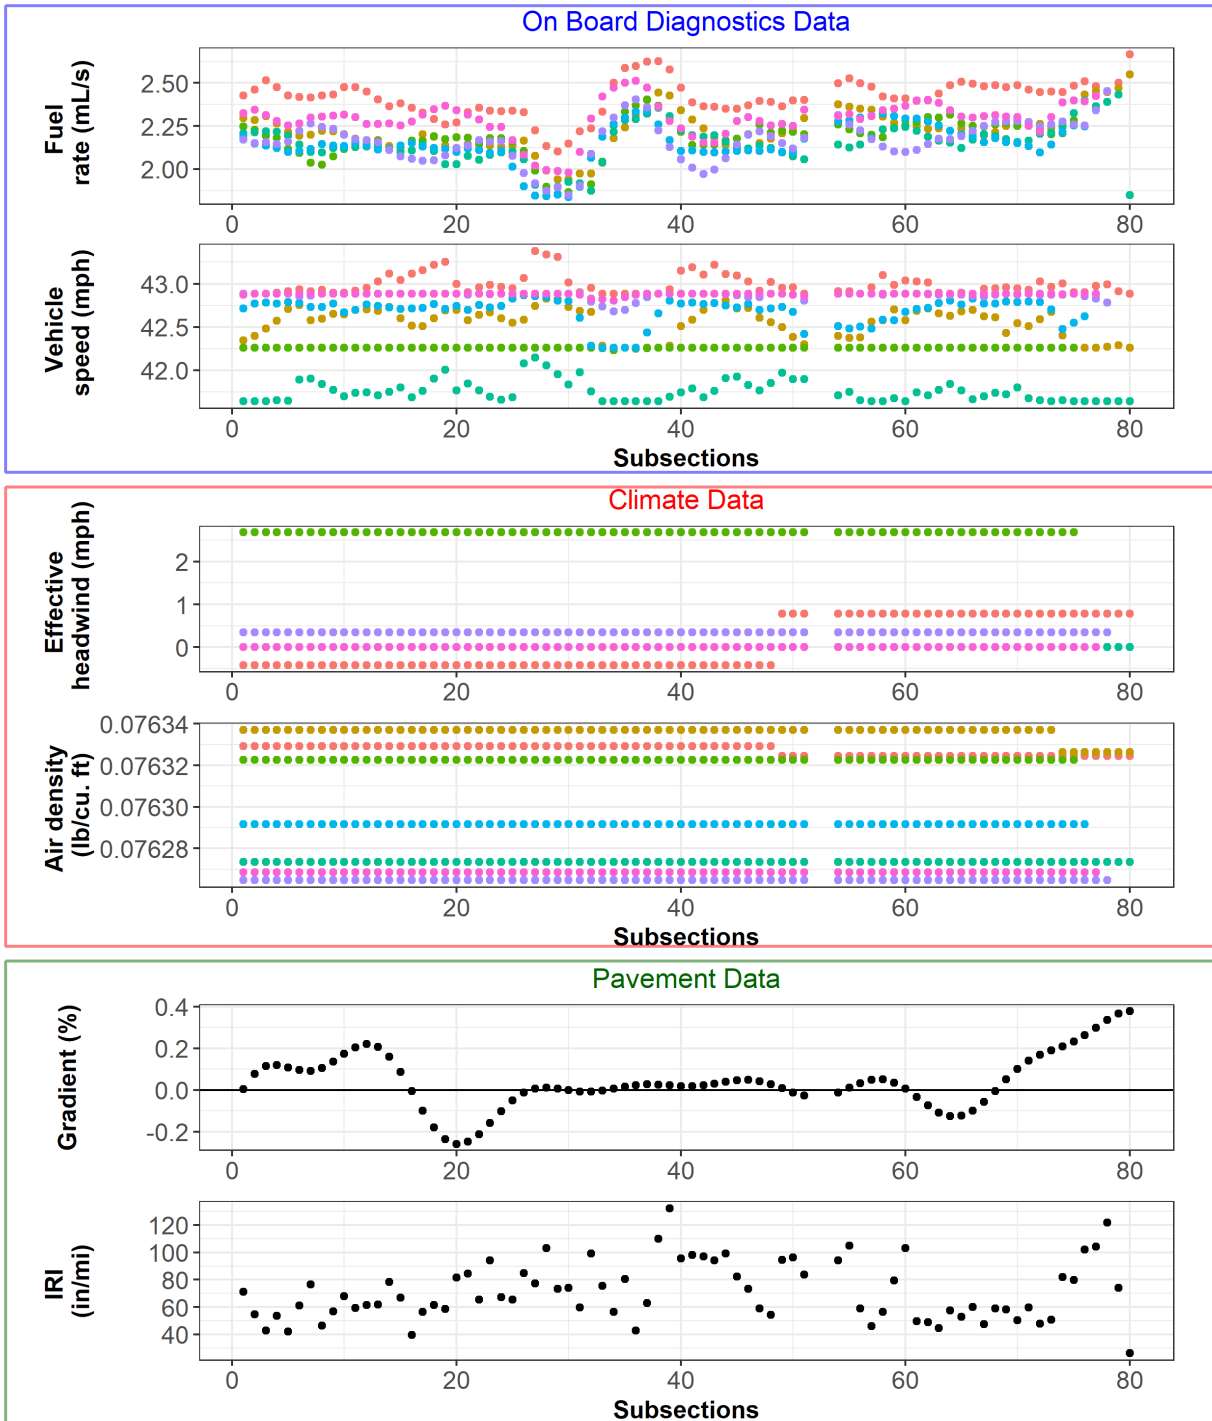 On Board Diagnostics Data
Fuel
rate (mL/s)
2.50
2.25
2.00
0 20 40 60 80
Vehicle
speed (mph)
43.0
42.5
42.0
0 20 40 60 80
Subsections
Climate Data
Effective
headwind (mph)
2
1
0
0 20 40 60 80
Air density
(lb/cu. ft)
0.07634
0.07632
0.07630
0.07628
0 20 40 60 80
Subsections
Pavement Data
Gradient (%)
0.4
0.2
0.0
-0.2
0 20 40 60 80
IRI
(in/mi)
120
100
80
60
40
0 20 40 60 80
Subsections